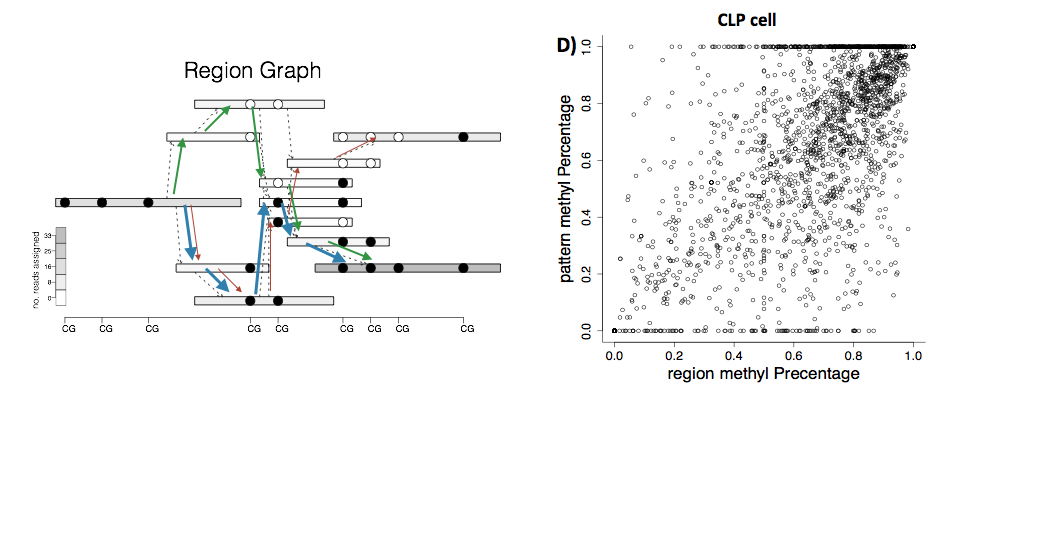 CLP cell
D)
Region Graph
no. reads assigned
33
25
16
8
0
CG CG CG CG CG CG CG CG CG
pattern methyl Percentage
1.0
0.8
0.6
0.4
0.2
0.0
0.0 0.2 0.4 0.6 0.8 1.0
region methyl Precentage